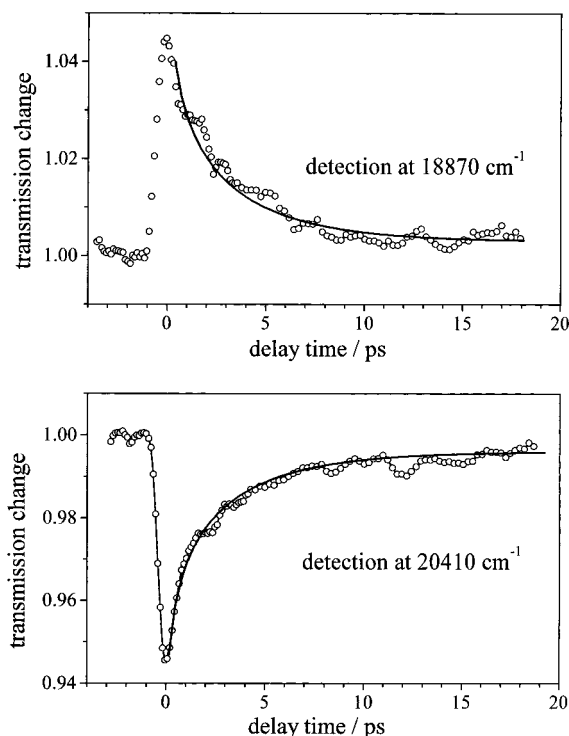 1.04
1.02
1.00
transmission change
detection at 18870 cm⁻¹
0 5 10 15 20
delay time / ps
1.00
0.98
0.96
0.94
transmission change
detection at 20410 cm⁻¹
0 5 10 15 20
delay time / ps